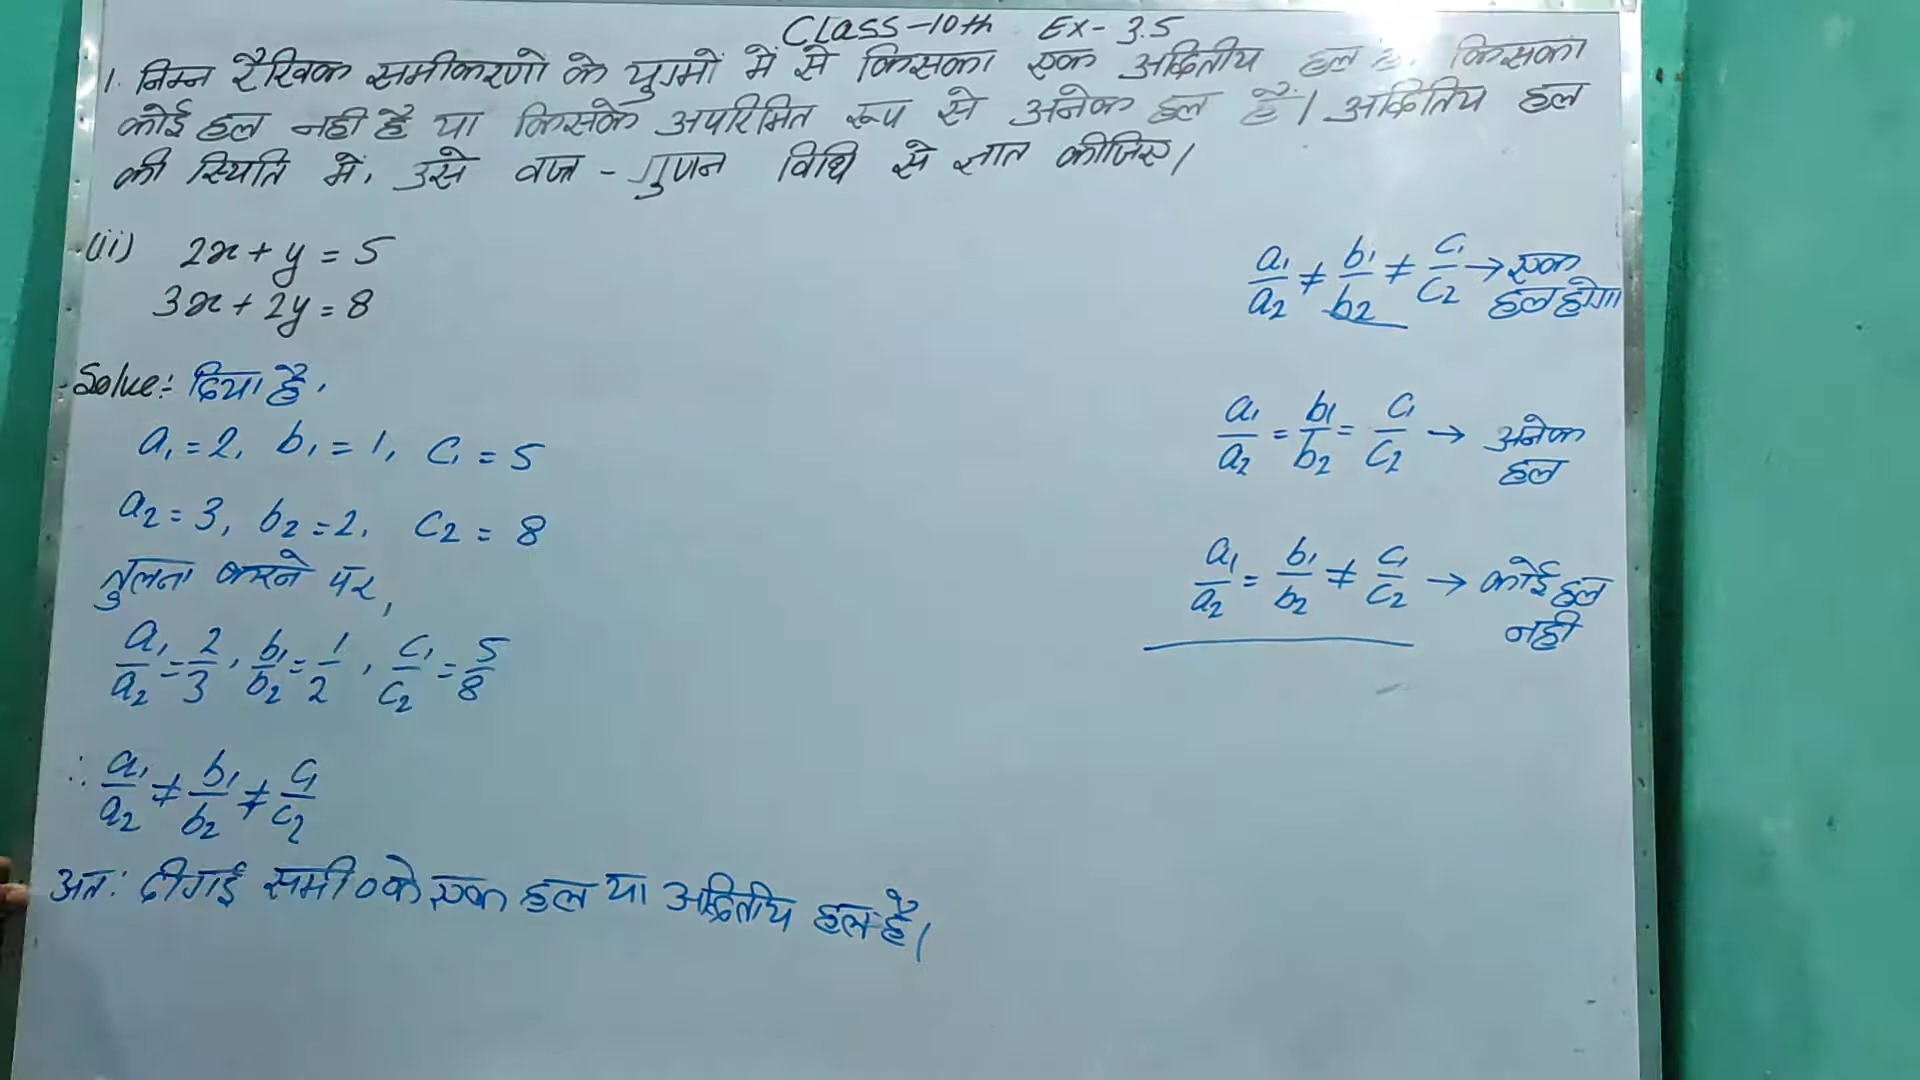 Class-10th Ex- 3.5
1. निम्न रैखिक समीकरणो के युग्मों में से किसका एक अद्वितीय हल है, किसका
कोई हल नही है या किसके अपरिमित रूप से अनेक हल हैं। अद्वितिय हल
की स्थिति में, उसे वज्र - गुणन विधि से ज्ञात कीजिए।
(ii) 2x + y = 5
3x + 2y = 8
Solve:- दिया है,
a₁ = 2, b₁ = 1, c₁ = 5
a₂ = 3, b₂ = 2, c₂ = 8
तुलना करने पर,
a₁/a₂ = 2/3, b₁/b₂ = 1/2, c₁/c₂ = 5/8
∴ a₁/a₂ ≠ b₁/b₂ ≠ c₁/c₂
अतः दीगई समी० के एक हल या अद्वितीय हल है।
a₁/a₂ ≠ b₁/b₂ ≠ c₁/c₂ → एक
हल होगा
a₁/a₂ = b₁/b₂ = c₁/c₂ → अनेक
हल
a₁/a₂ = b₁/b₂ ≠ c₁/c₂ → कोई हल
नही